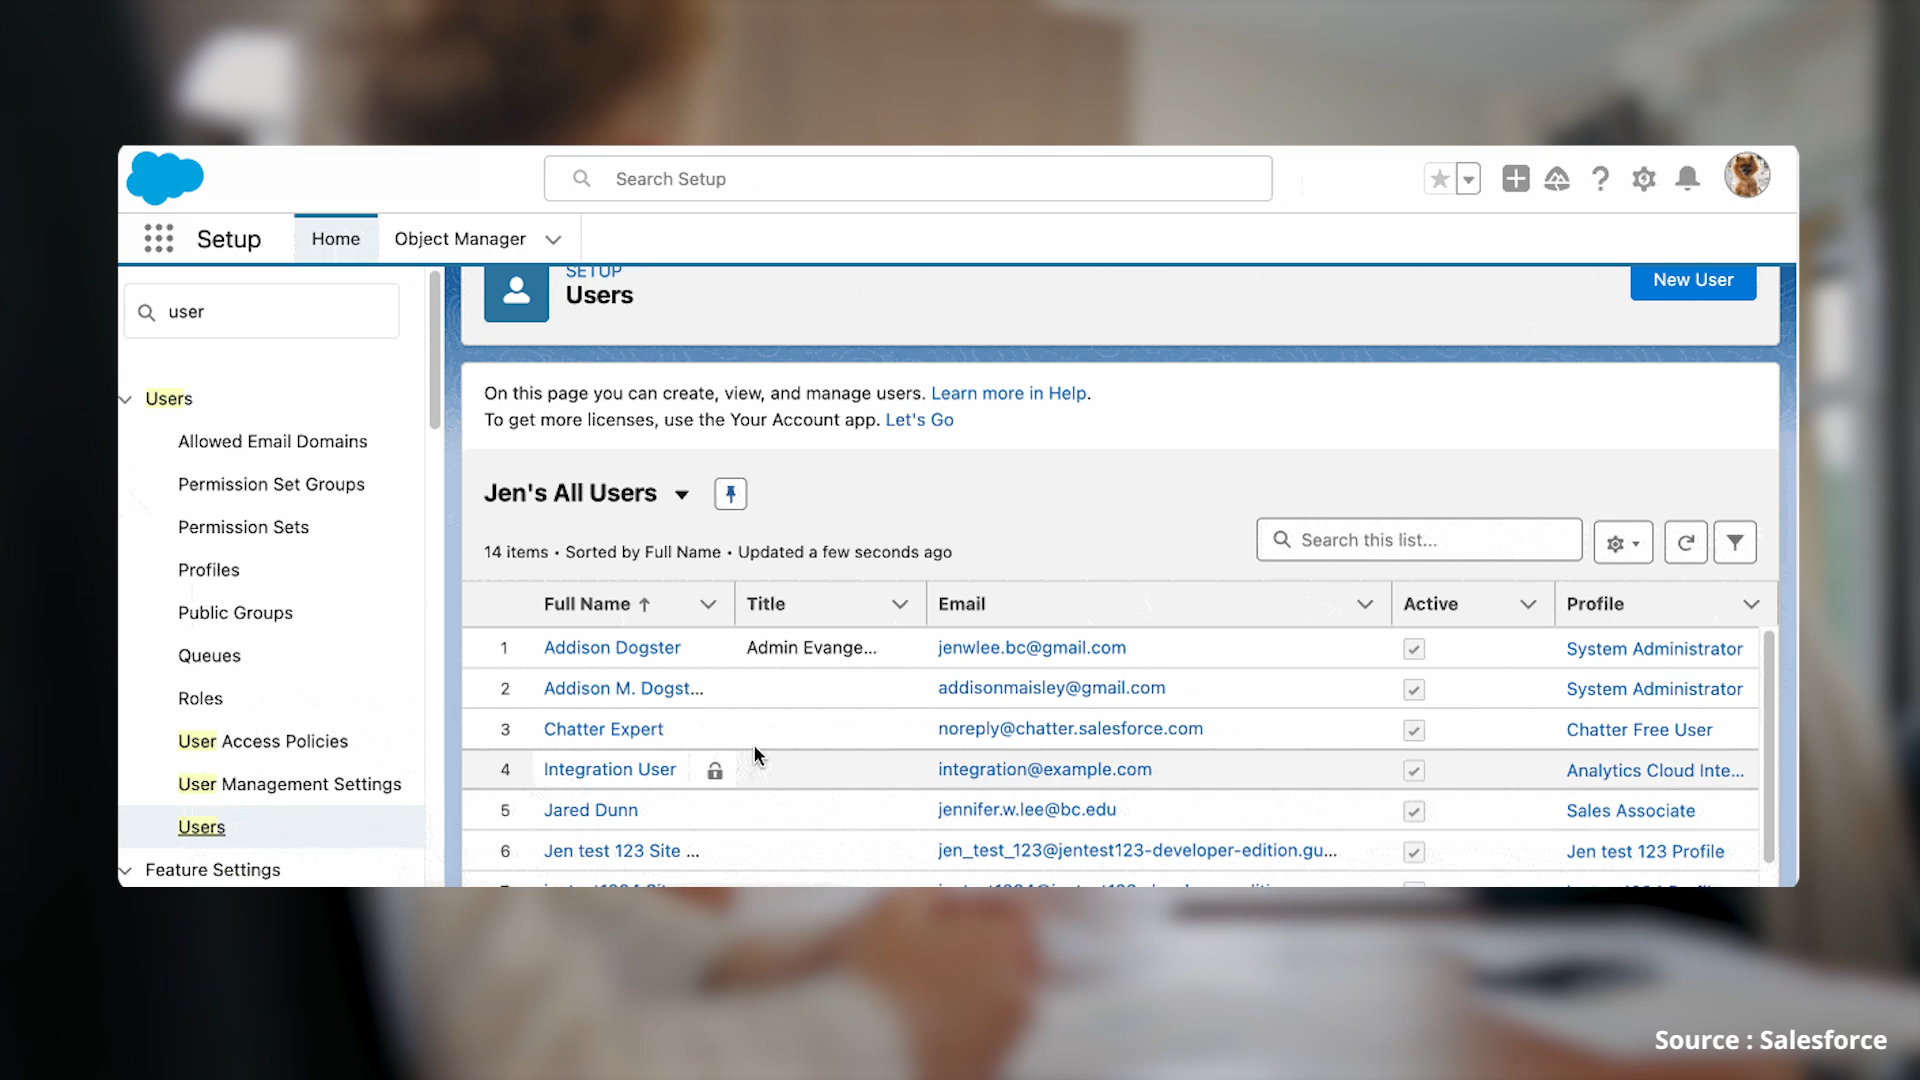 Search Setup
Setup
Home
Object Manager
user
Users
Allowed Email Domains
Permission Set Groups
Permission Sets
Profiles
Public Groups
Queues
Roles
User Access Policies
User Management Settings
Users
Feature Settings
SETUP
Users
New User
On this page you can create, view, and manage users. Learn more in Help.
To get more licenses, use the Your Account app. Let's Go
Jen's All Users
14 items • Sorted by Full Name • Updated a few seconds ago
Search this list...
Full Name Title Email Active Profile
1 Addison Dogster Admin Evange... jenwlee.bc@gmail.com System Administrator
2 Addison M. Dogst... addisonmaisley@gmail.com System Administrator
3 Chatter Expert noreply@chatter.salesforce.com Chatter Free User
4 Integration User integration@example.com Analytics Cloud Inte...
5 Jared Dunn jennifer.w.lee@bc.edu Sales Associate
6 Jen test 123 Site ... jen_test_123@jentest123-developer-edition.gu... Jen test 123 Profile
Source : Salesforce